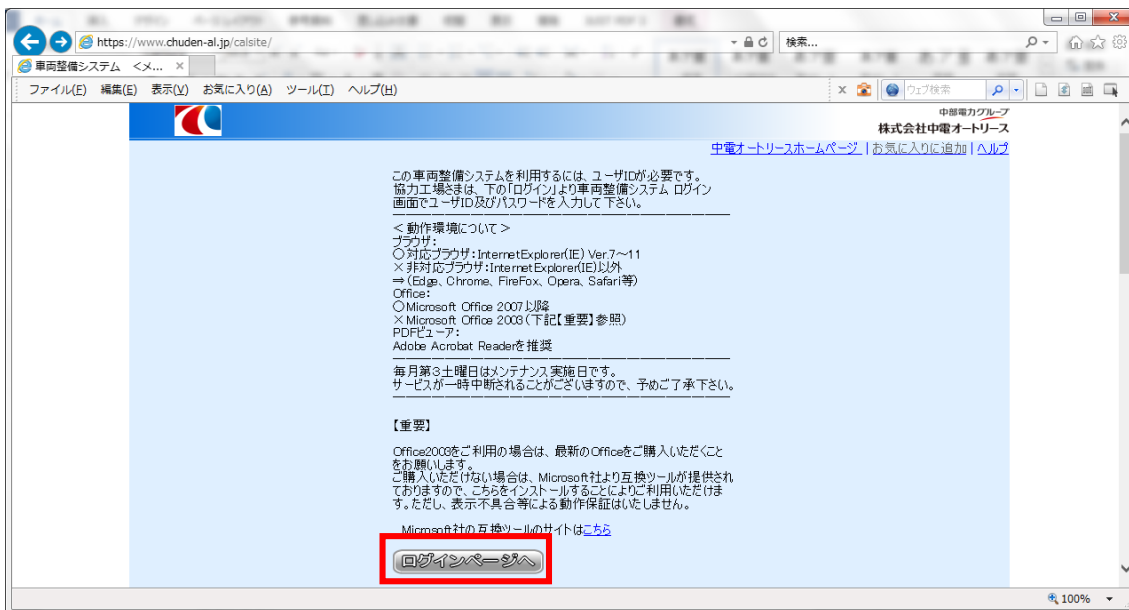 https://www.chuden-al.jp/calsite/
検索...
車両整備システム <メ...
ファイル(F) 編集(E) 表示(V) お気に入り(A) ツール(T) ヘルプ(H)
ウェブ検索
中部電力グループ
株式会社中電オートリース
中電オートリースホームページ | お気に入りに追加 | ヘルプ
この車両整備システムを利用するには、ユーザIDが必要です。
協力工場さまは、下の「ログイン」より車両整備システム ログイン
画面でユーザID及びパスワードを入力して下さい。
<動作環境について>
ブラウザ:
○対応ブラウザ:InternetExplorer(IE) Ver.7~11
×非対応ブラウザ:InternetExplorer(IE)以外
⇒(Edge、Chrome、FireFox、Opera、Safari等)
Office:
○Microsoft Office 2007以降
×Microsoft Office 2003(下記【重要】参照)
PDFビューア:
Adobe Acrobat Readerを推奨
毎月第3土曜日はメンテナンス実施日です。
サービスが一時中断されることがございますので、予めご了承下さい。
【重要】
Office2003をご利用の場合は、最新のOfficeをご購入いただくこと
をお願いします。
ご購入いただけない場合は、Microsoft社より互換ツールが提供され
ておりますので、こちらをインストールすることによりご利用いただけま
す。ただし、表示不具合等による動作保証はいたしません。
Microsoft社の互換ツールのサイトはこちら
ログインページへ
100%